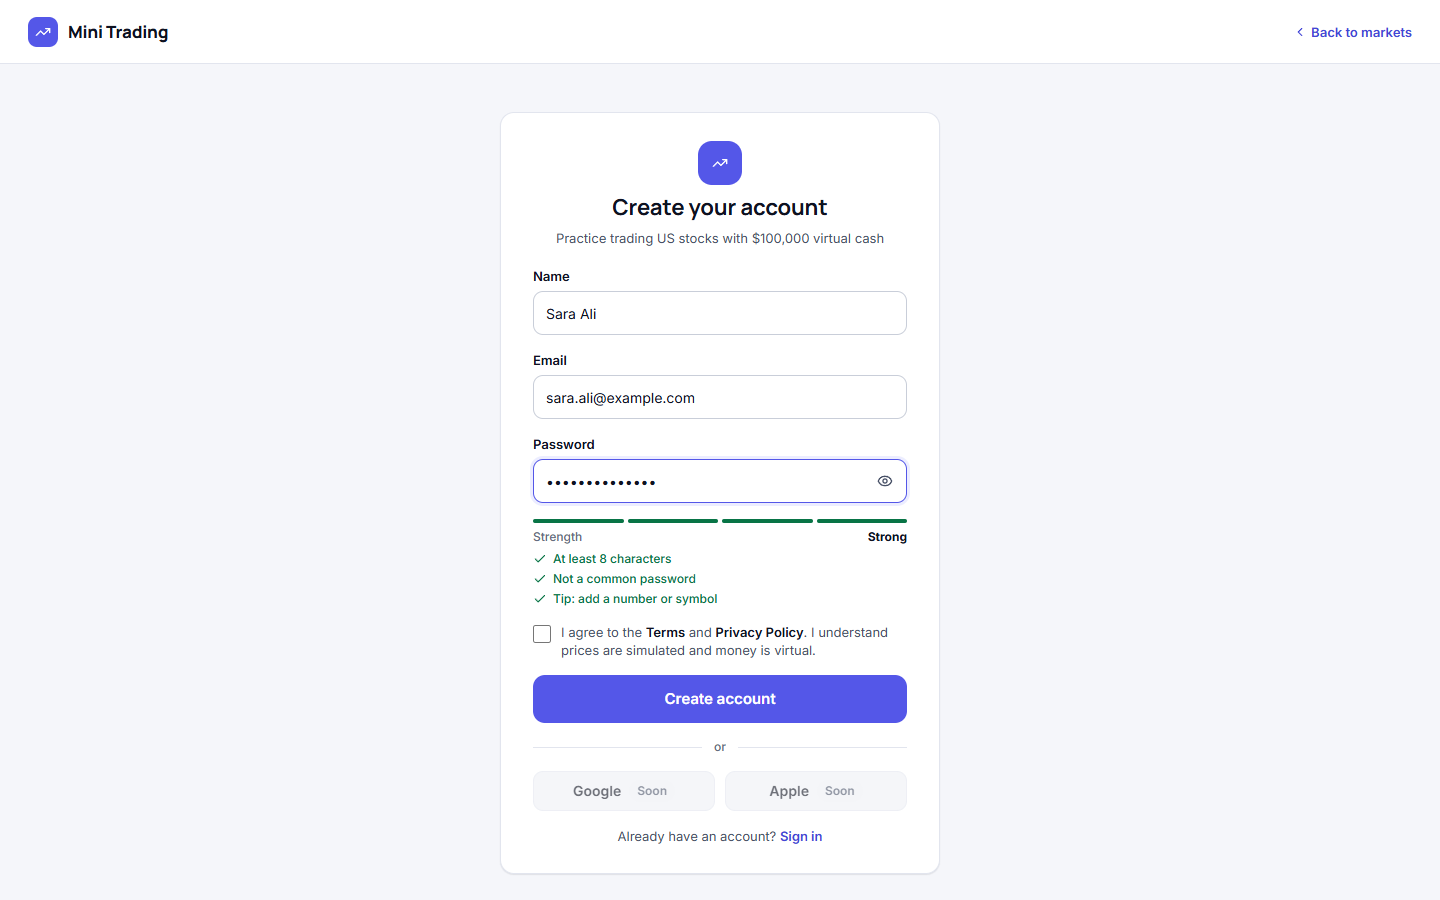 Mini Trading
Back to markets
Create your account
Practice trading US stocks with $100,000 virtual cash
Name
Sara Ali
Email
sara.ali@example.com
Password
••••••••••••••
Strength Strong
At least 8 characters
Not a common password
Tip: add a number or symbol
I agree to the Terms and Privacy Policy. I understand
prices are simulated and money is virtual.
Create account
or
Google Soon
Apple Soon
Already have an account? Sign in